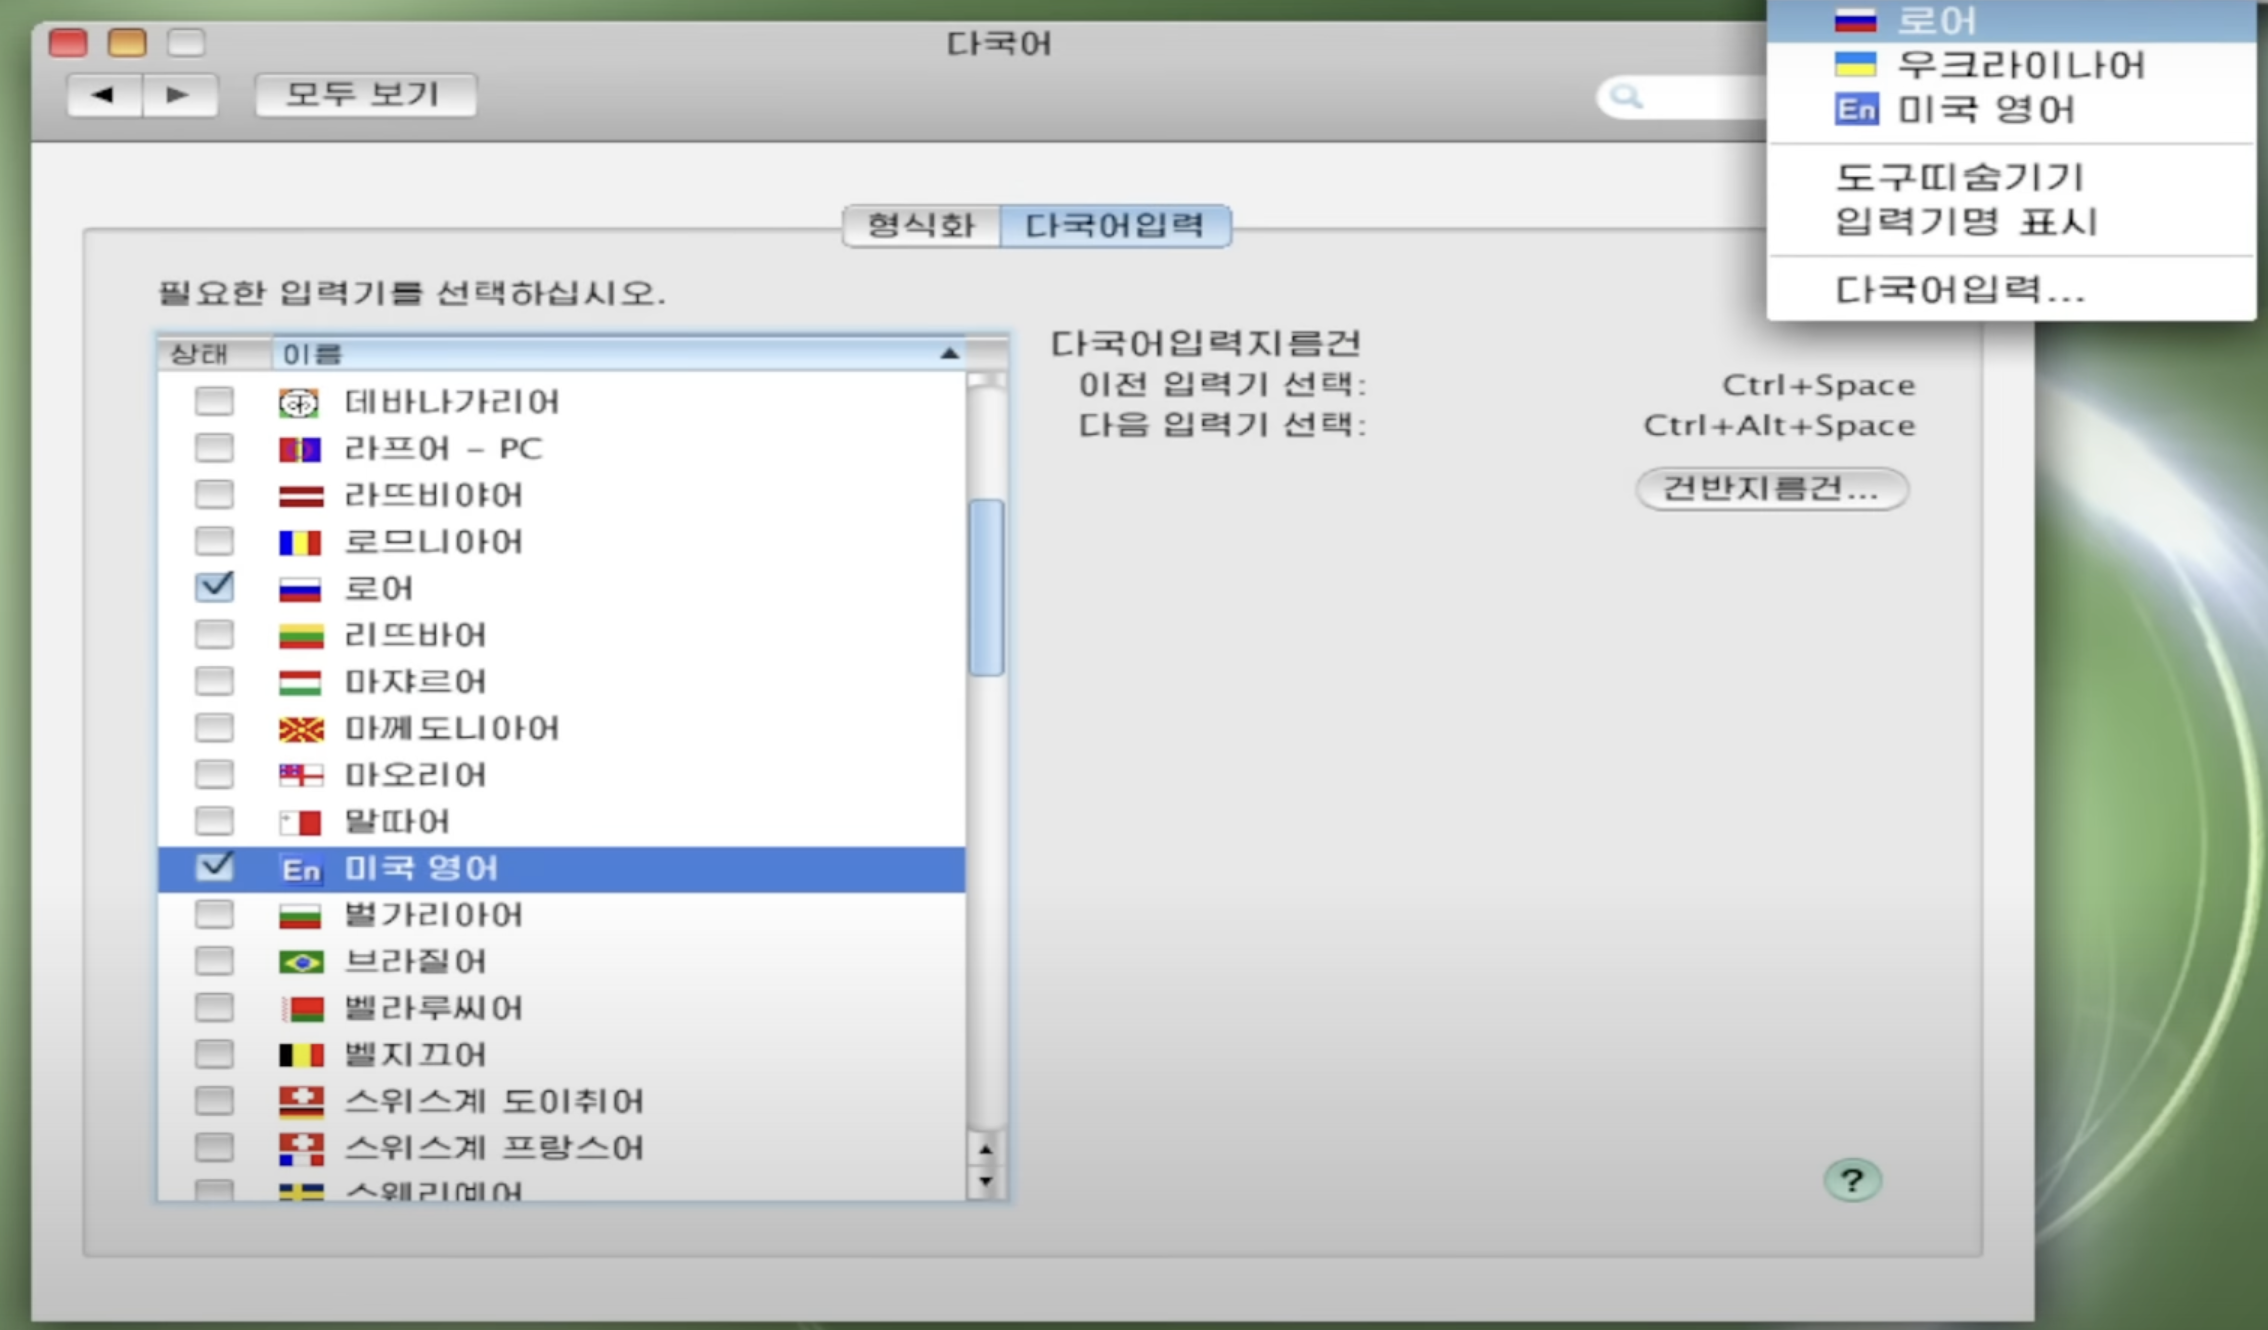 다국어
모두 보기
로어
우크라이나어
En 미국 영어
도구띠숨기기
입력기명 표시
다국어입력...
형식화 다국어입력
필요한 입력기를 선택하십시오.
상태 이름
데바나가리어
라프어 - PC
라뜨비야어
로므니아어
로어
리뜨바어
마쟈르어
마께도니아어
마오리어
말따어
En 미국 영어
벌가리아어
브라질어
벨라루씨어
벨지끄어
스위스계 도이취어
스위스계 프랑스어
스웨리예어
다국어입력지름건
이전 입력기 선택: Ctrl+Space
다음 입력기 선택: Ctrl+Alt+Space
건반지름건...
?